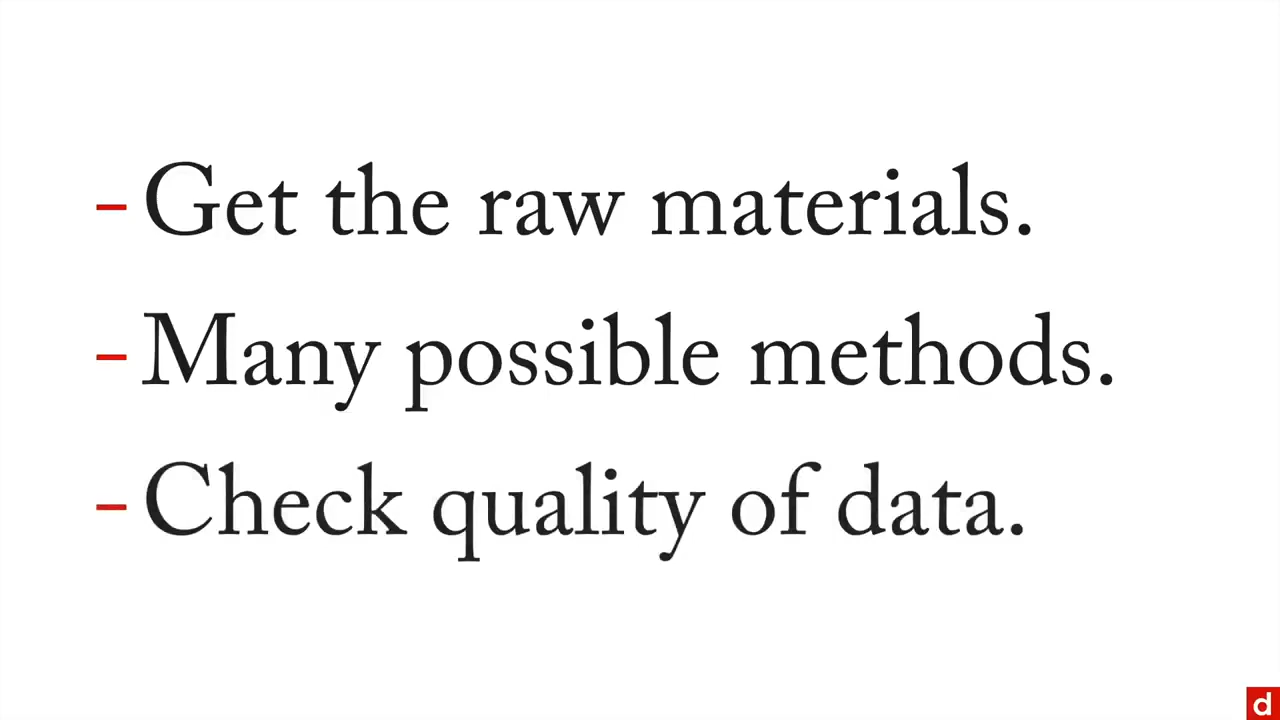 - Get the raw materials.
- Many possible methods.
- Check quality of data.
d